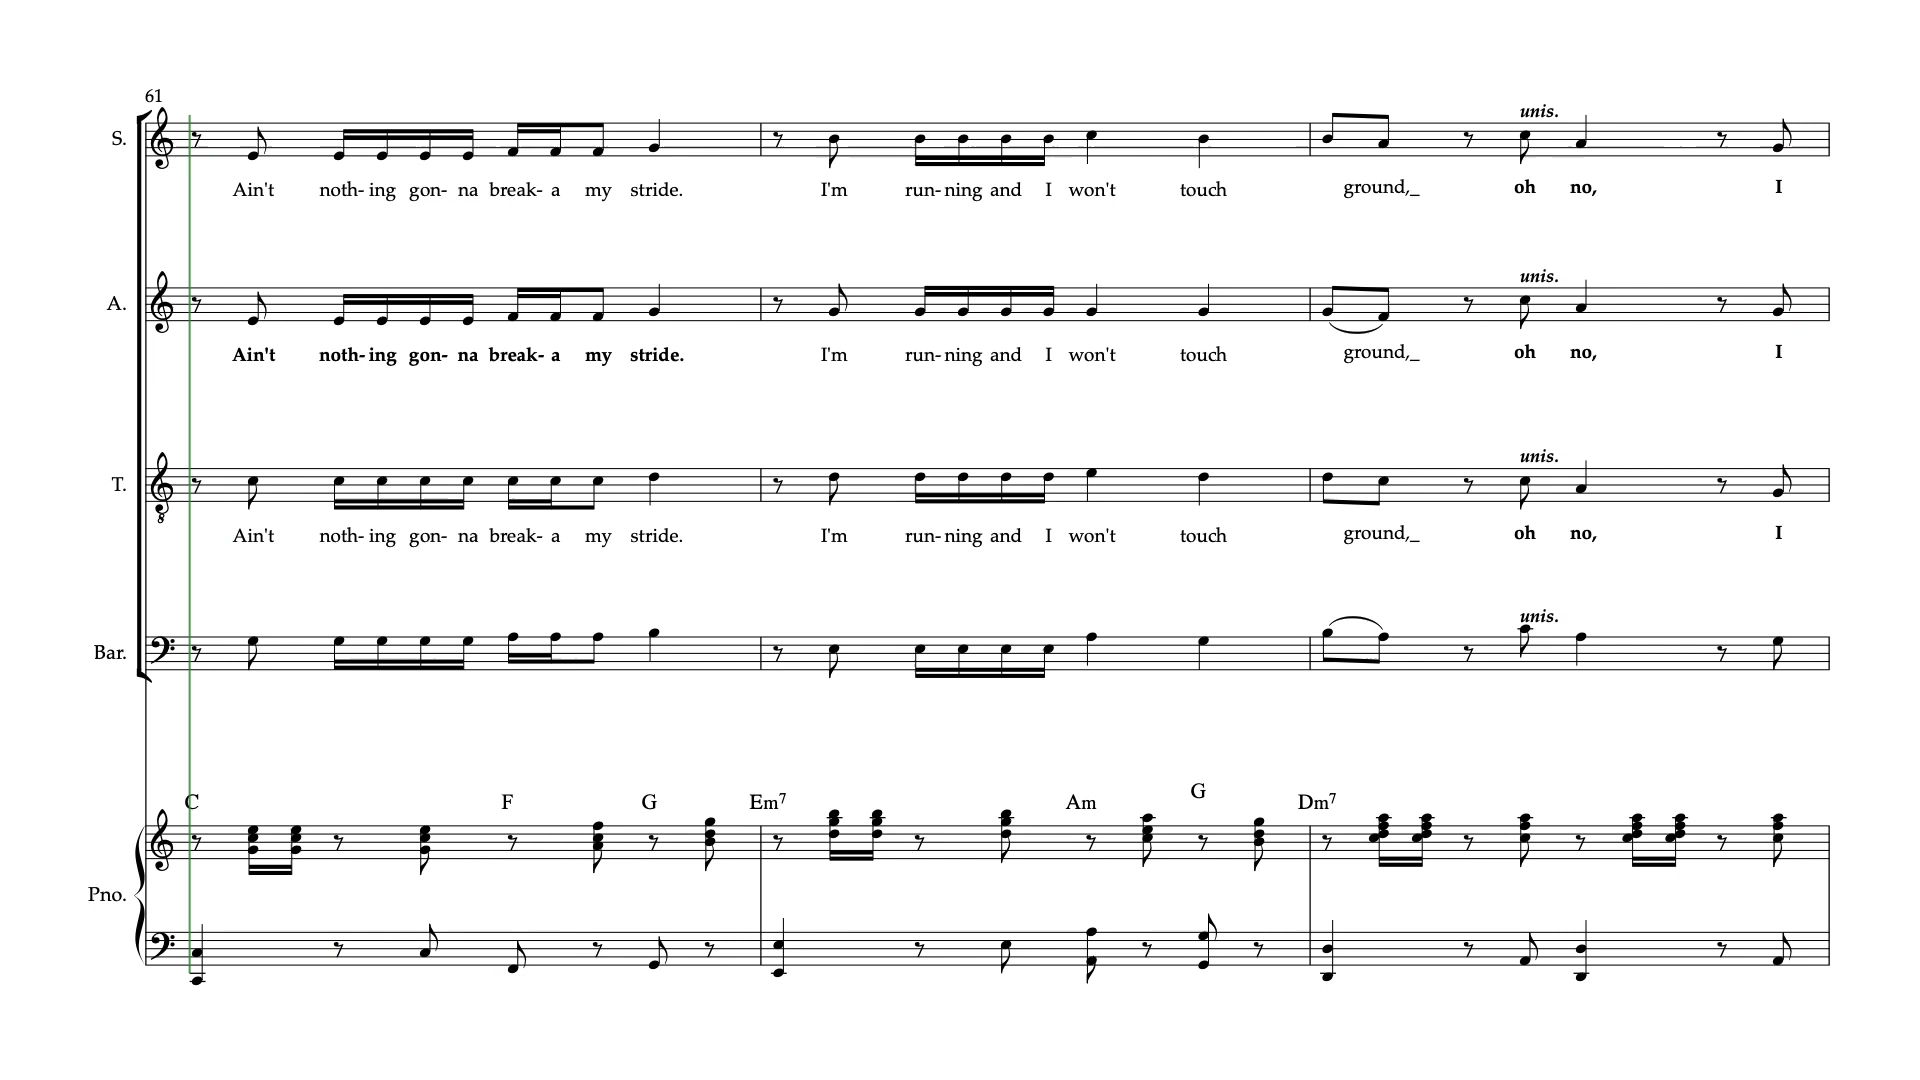 61
S.
unis.
Ain't noth- ing gon- na break- a my stride. I'm run- ning and I won't touch ground,_ oh no, I
A.
unis.
Ain't noth- ing gon- na break- a my stride. I'm run- ning and I won't touch ground,_ oh no, I
T.
unis.
Ain't noth- ing gon- na break- a my stride. I'm run- ning and I won't touch ground,_ oh no, I
Bar.
unis.
C F G Em7 Am G Dm7
Pno.